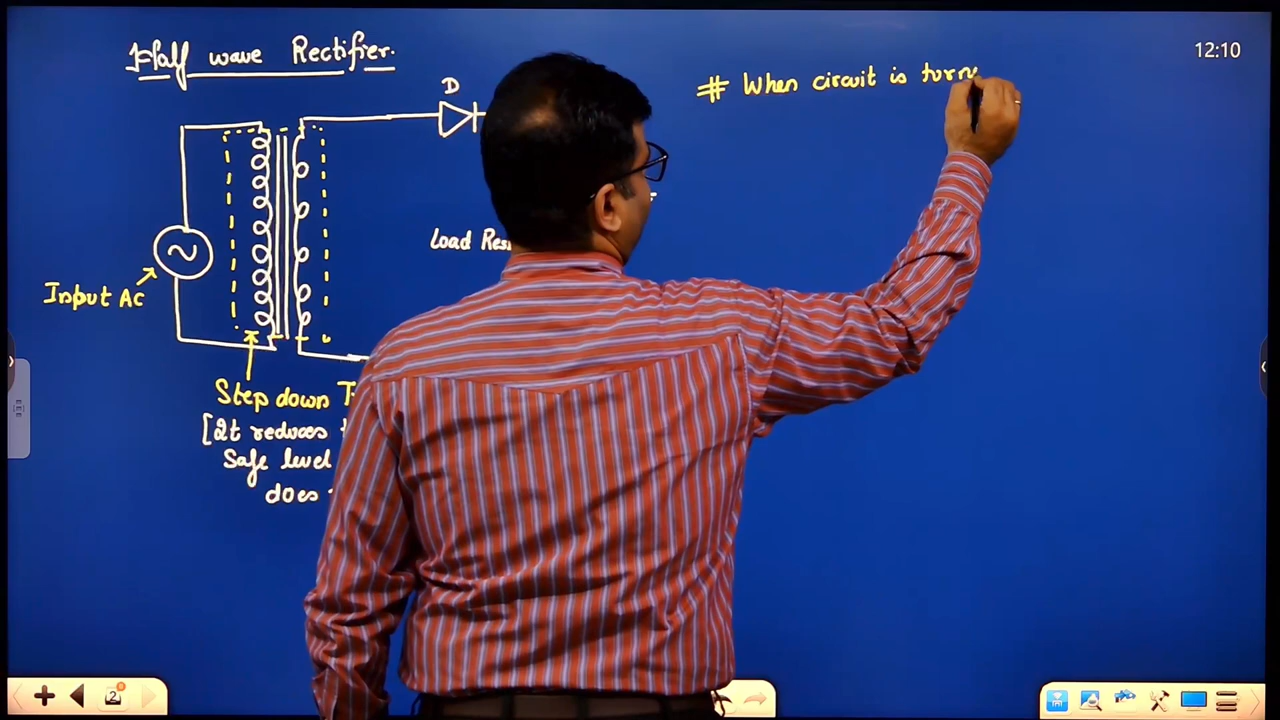 Half wave Rectifier.
12:10
# When circuit is turn
D
Load Res
Input AC
Step down T
[It reduces t
Safe level
does
2